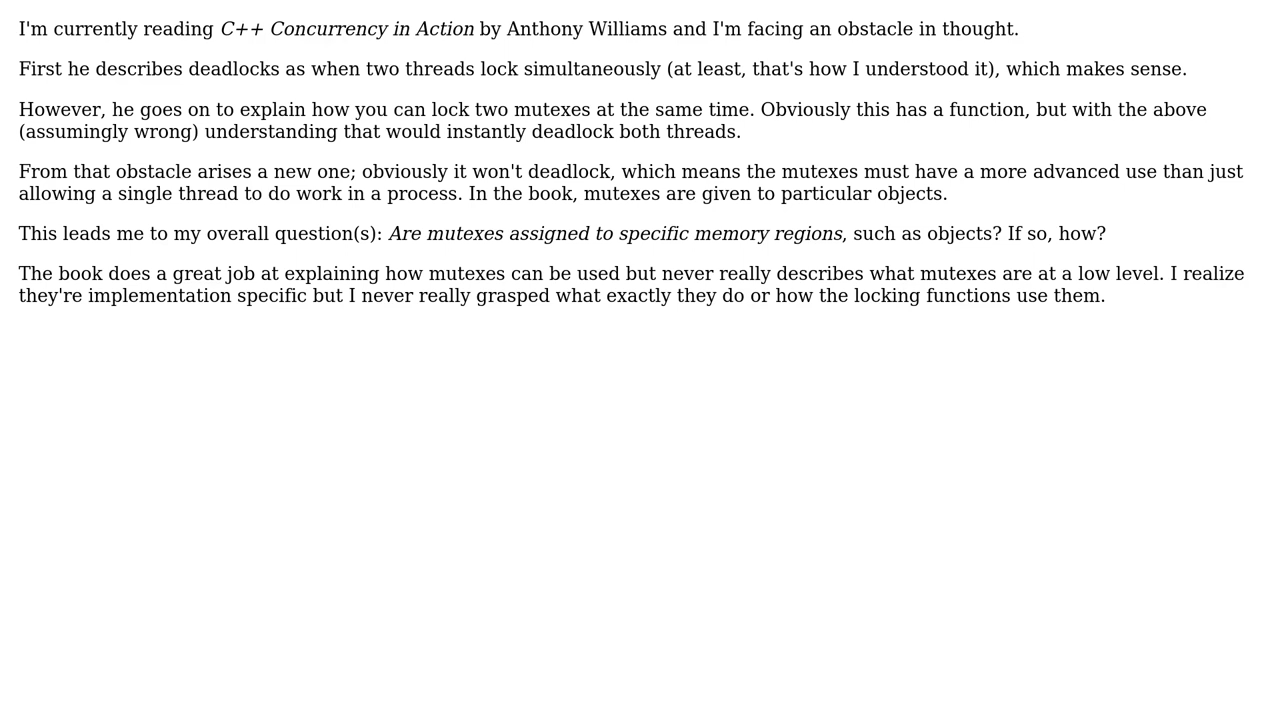 I'm currently reading C++ Concurrency in Action by Anthony Williams and I'm facing an obstacle in thought.
First he describes deadlocks as when two threads lock simultaneously (at least, that's how I understood it), which makes sense.
However, he goes on to explain how you can lock two mutexes at the same time. Obviously this has a function, but with the above
(assumingly wrong) understanding that would instantly deadlock both threads.
From that obstacle arises a new one; obviously it won't deadlock, which means the mutexes must have a more advanced use than just
allowing a single thread to do work in a process. In the book, mutexes are given to particular objects.
This leads me to my overall question(s): Are mutexes assigned to specific memory regions, such as objects? If so, how?
The book does a great job at explaining how mutexes can be used but never really describes what mutexes are at a low level. I realize
they're implementation specific but I never really grasped what exactly they do or how the locking functions use them.